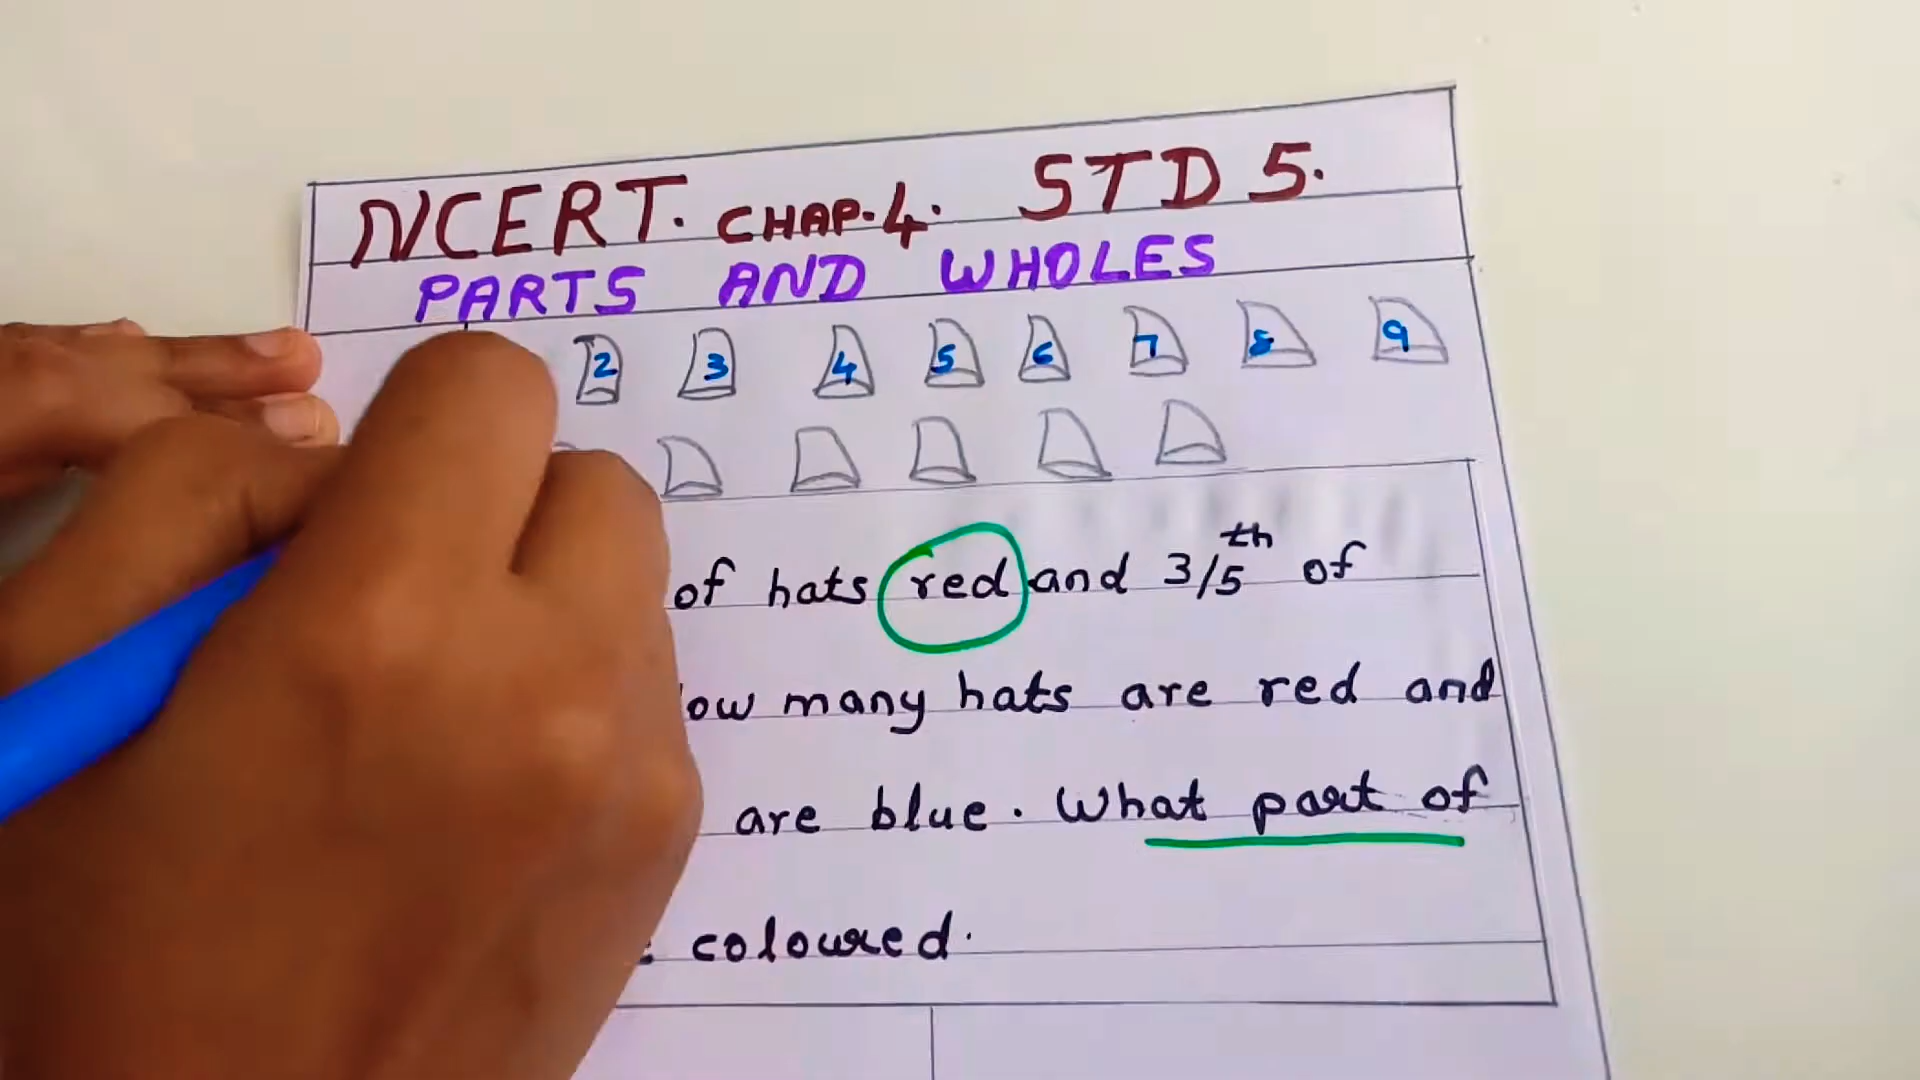 NCERT. CHAP.4. STD 5.
PARTS AND WHOLES
2 3 4 5 6 7 8 9
of hats red and 3/5th of
ow many hats are red and
are blue. What part of
coloured.